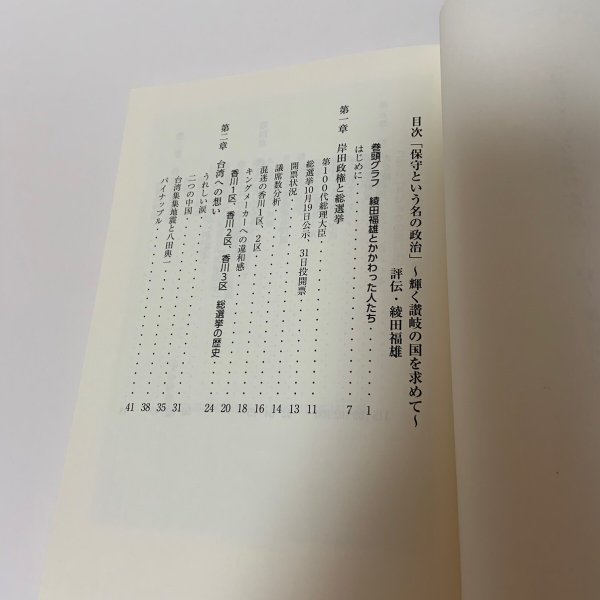 目次「保守という名の政治」～輝く讃岐の国を求めて～
評伝・綾田福雄
巻頭グラフ　綾田福雄とかかわった人たち・・・・・・・・1
はじめに・・・・・・・・・・・・・・・・7
第一章　岸田政権と総選挙
第100代総理大臣・・・・・・・・・・・11
総選挙10月19日公示、31日投開票・・・・・・・13
開票状況・・・・・・・・・・・・・・14
議席数分析・・・・・・・・・・・・・16
混迷の香川1区、2区・・・・・・・・・・18
キングメーカーへの違和感・・・・・・・・20
香川1区、香川2区、香川3区　総選挙の歴史・・・・24
第二章　台湾への想い
うれしい涙・・・・・・・・・・・・・31
二つの中国・・・・・・・・・・・・・35
台湾集集地震と八田與一・・・・・・・・・38
パイナップル・・・・・・・・・・・・41